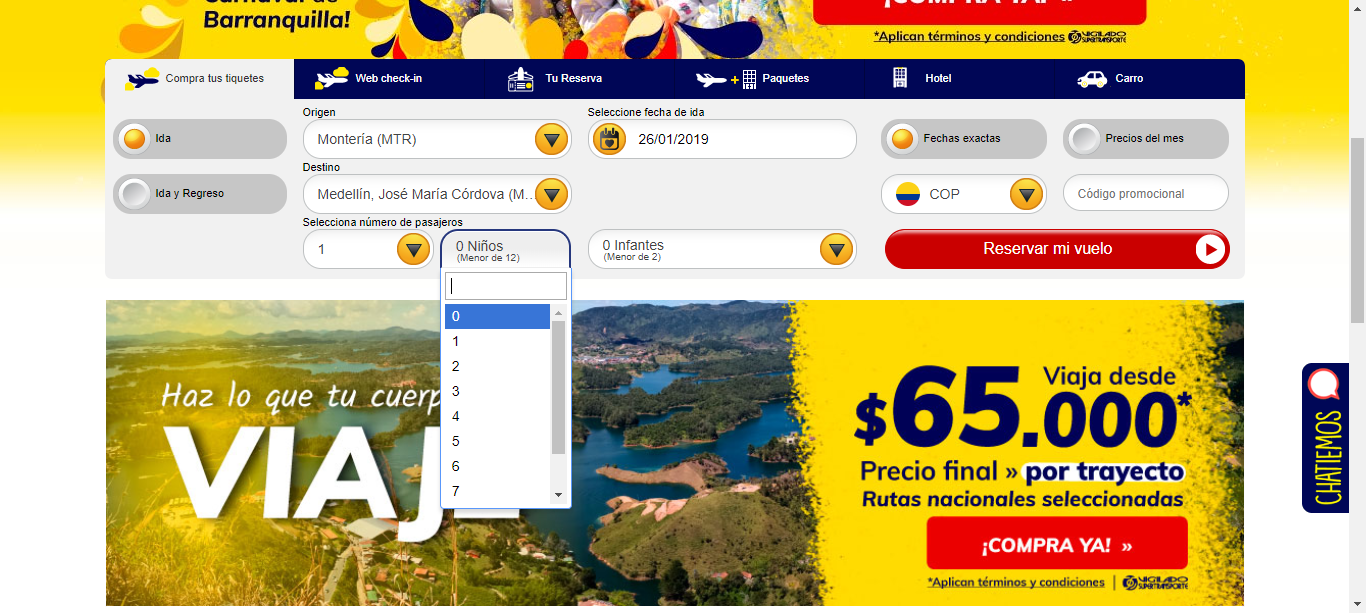 Carnaval de
Barranquilla!
¡COMPRA YA! »
*Aplican términos y condiciones
VIGILADO
SUPERTRANSPORTE
Compra tus tiquetes
Web check-in
Tu Reserva
Paquetes
Hotel
Carro
Origen
Seleccione fecha de ida
Ida
Montería (MTR)
26/01/2019
Fechas exactas
Precios del mes
Destino
Ida y Regreso
Medellín, José María Córdova (M...
COP
Código promocional
Selecciona número de pasajeros
1
0 Niños
(Menor de 12)
0 Infantes
(Menor de 2)
Reservar mi vuelo
0
1
2
3
4
5
6
7
Haz lo que tu cuerp
VIAJE
$65.000*
Viaja desde
Precio final » por trayecto
Rutas nacionales seleccionadas
¡COMPRA YA! »
*Aplican términos y condiciones
VIGILADO
SUPERTRANSPORTE
CHATIEMOS